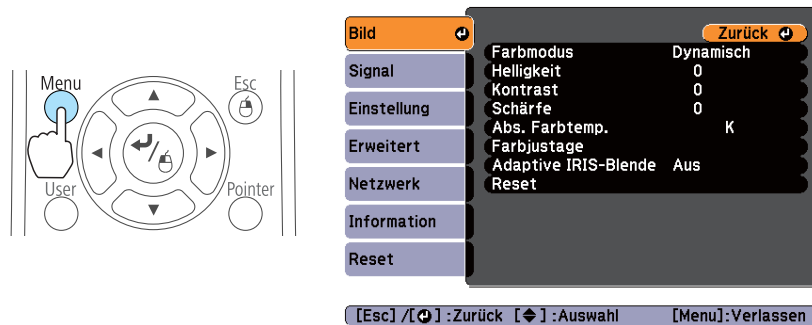 Menu
Esc
User
Pointer
Bild
Signal
Einstellung
Erweitert
Netzwerk
Information
Reset
Zurück
Farbmodus Dynamisch
Helligkeit 0
Kontrast 0
Schärfe 0
Abs. Farbtemp. K
Farbjustage
Adaptive IRIS-Blende Aus
Reset
[Esc] /[ ] :Zurück [ ] :Auswahl [Menu]:Verlassen